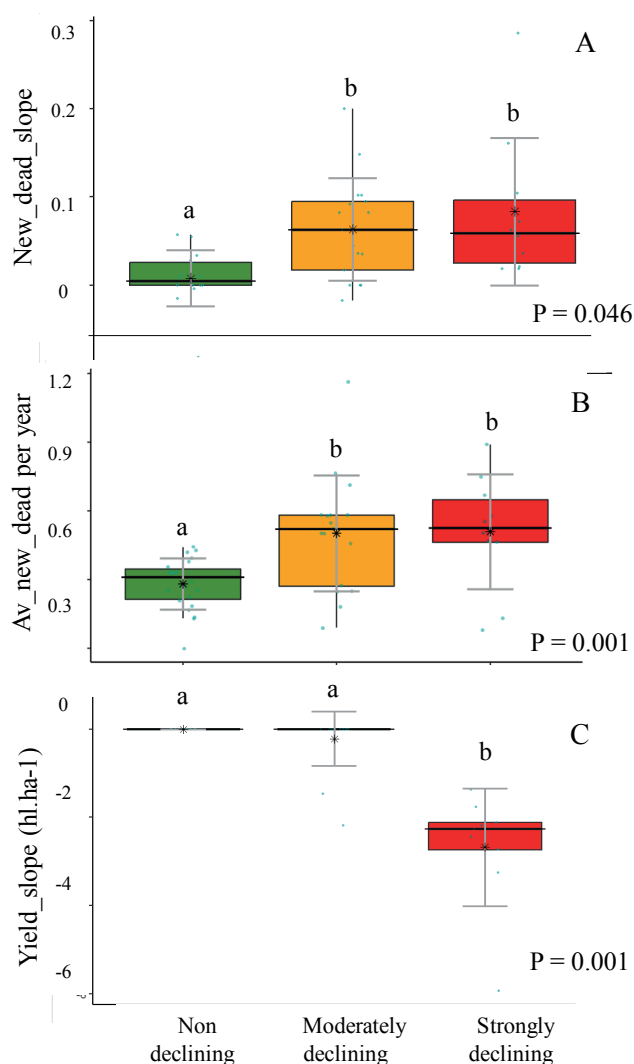 0.3
A
New_dead_slope
b
b
0.2
a
0.1
0
P = 0.046
1.2
B
Av_new_dead per year
b
b
0.9
a
0.6
0.3
P = 0.001
0
a
a
C
b
Yield_slope (hl.ha-1)
-2
-4
P = 0.001
-6
Non
declining
Moderately
declining
Strongly
declining